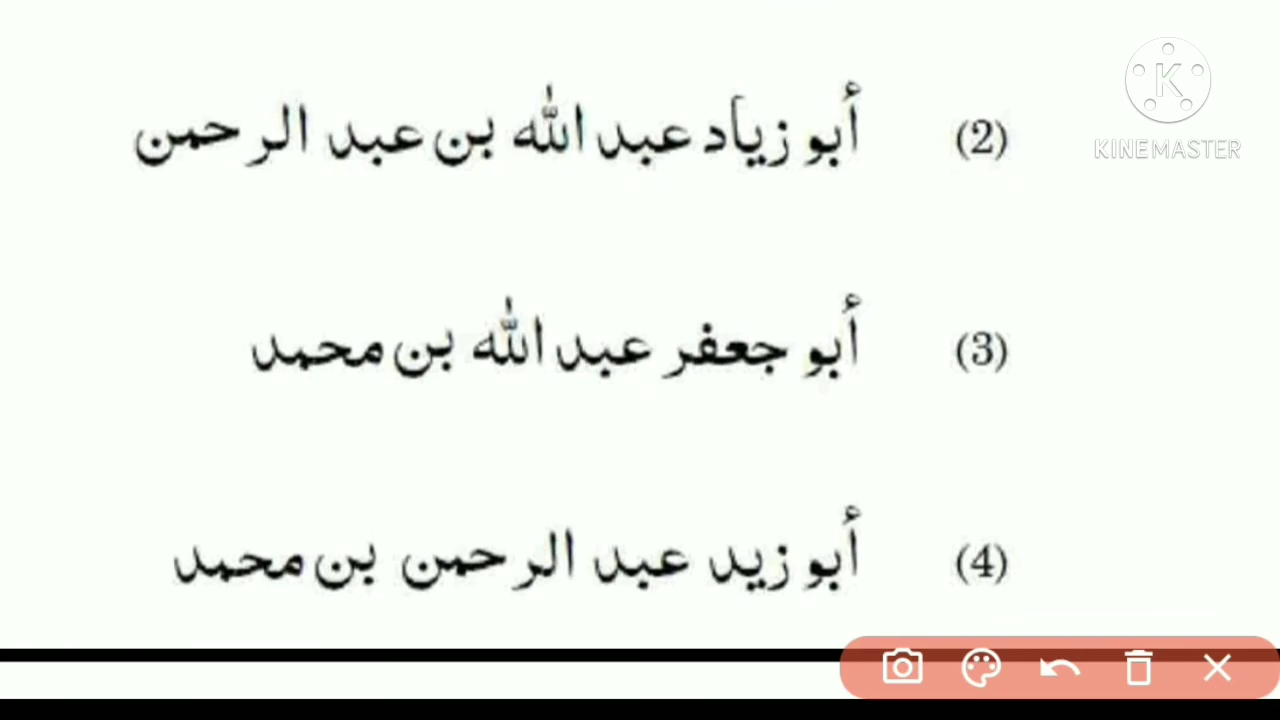 (2) أبو زياد عبد الله بن عبد الرحمن
KINEMASTER
(3) أبو جعفر عبد الله بن محمد
(4) أبو زيد عبد الرحمن بن محمد